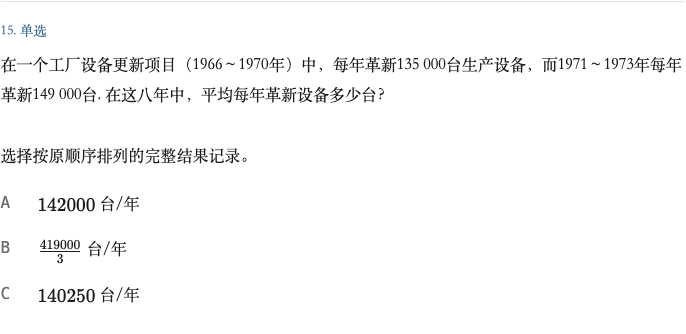 15. 单选
在一个工厂设备更新项目（1966～1970年）中，每年革新135 000台生产设备，而1971～1973年每年
革新149 000台. 在这八年中，平均每年革新设备多少台?
选择按原顺序排列的完整结果记录。
A 142000 台/年
B 419000/3 台/年
C 140250 台/年